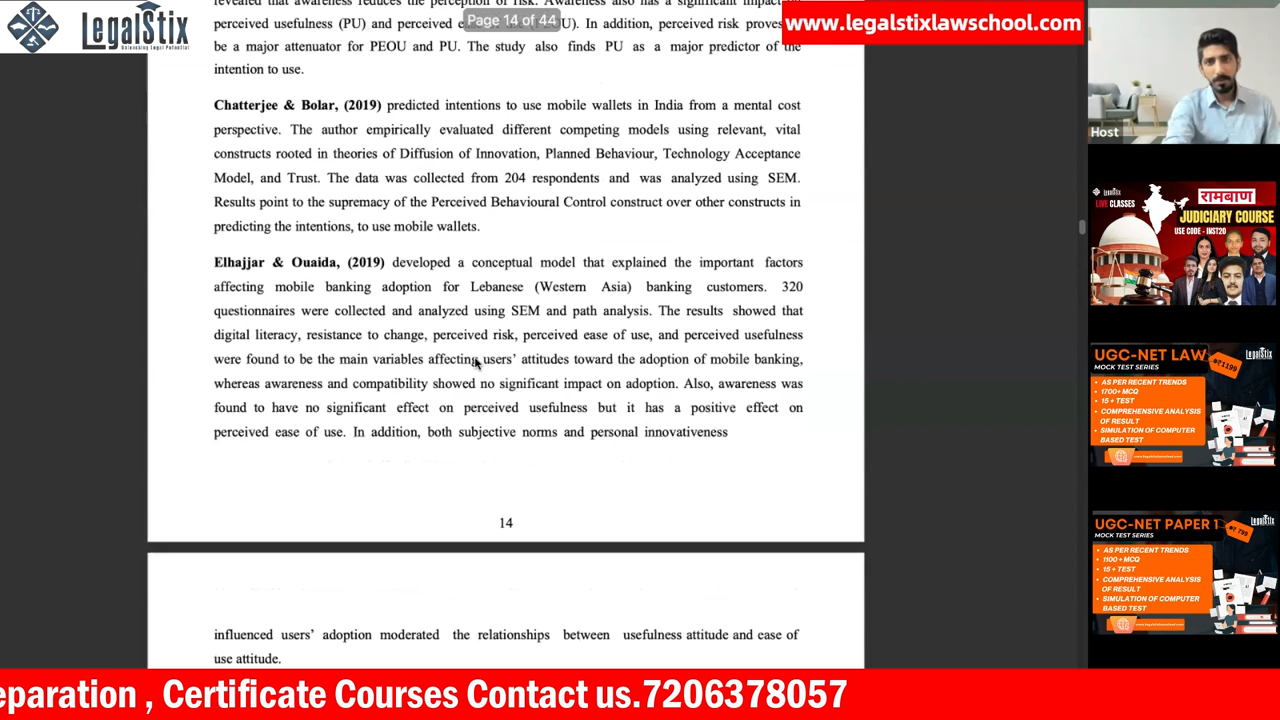 LegalStix
Unlocking Legal Potential
revealed that awareness reduces the perception of risk. Awareness also has a significant impact
Page 14 of 44
perceived usefulness (PU) and perceived
U). In addition, perceived risk proves
be a major attenuator for PEOU and PU. The study also finds PU as a major predictor of the
intention to use.
www.legalstixlawschool.com
Host
Chatterjee & Bolar, (2019) predicted intentions to use mobile wallets in India from a mental cost
perspective. The author empirically evaluated different competing models using relevant, vital
constructs rooted in theories of Diffusion of Innovation, Planned Behaviour, Technology Acceptance
Model, and Trust. The data was collected from 204 respondents and was analyzed using SEM.
Results point to the supremacy of the Perceived Behavioural Control construct over other constructs in
predicting the intentions, to use mobile wallets.
Elhajjar & Ouaida, (2019) developed a conceptual model that explained the important factors
affecting mobile banking adoption for Lebanese (Western Asia) banking customers. 320
questionnaires were collected and analyzed using SEM and path analysis. The results showed that
digital literacy, resistance to change, perceived risk, perceived ease of use, and perceived usefulness
were found to be the main variables affecting users’ attitudes toward the adoption of mobile banking,
whereas awareness and compatibility showed no significant impact on adoption. Also, awareness was
found to have no significant effect on perceived usefulness but it has a positive effect on
perceived ease of use. In addition, both subjective norms and personal innovativeness
14
influenced users’ adoption moderated the relationships between usefulness attitude and ease of
use attitude.
LegalStix
LIVE CLASSES
रामबाण
JUDICIARY COURSE
USE CODE - INST20
UGC-NET LAW
₹1199
MOCK TEST SERIES
• AS PER RECENT TRENDS
• 1700+ MCQ
• 15 + TEST
• COMPREHENSIVE ANALYSIS
OF RESULT
• SIMULATION OF COMPUTER
BASED TEST
LegalStix
UGC-NET PAPER 1
₹ 799
MOCK TEST SERIES
• AS PER RECENT TRENDS
• 1100 + MCQ
• 15 + TEST
• COMPREHENSIVE ANALYSIS
OF RESULT
• SIMULATION OF COMPUTER
BASED TEST
eparation , Certificate Courses Contact us.7206378057